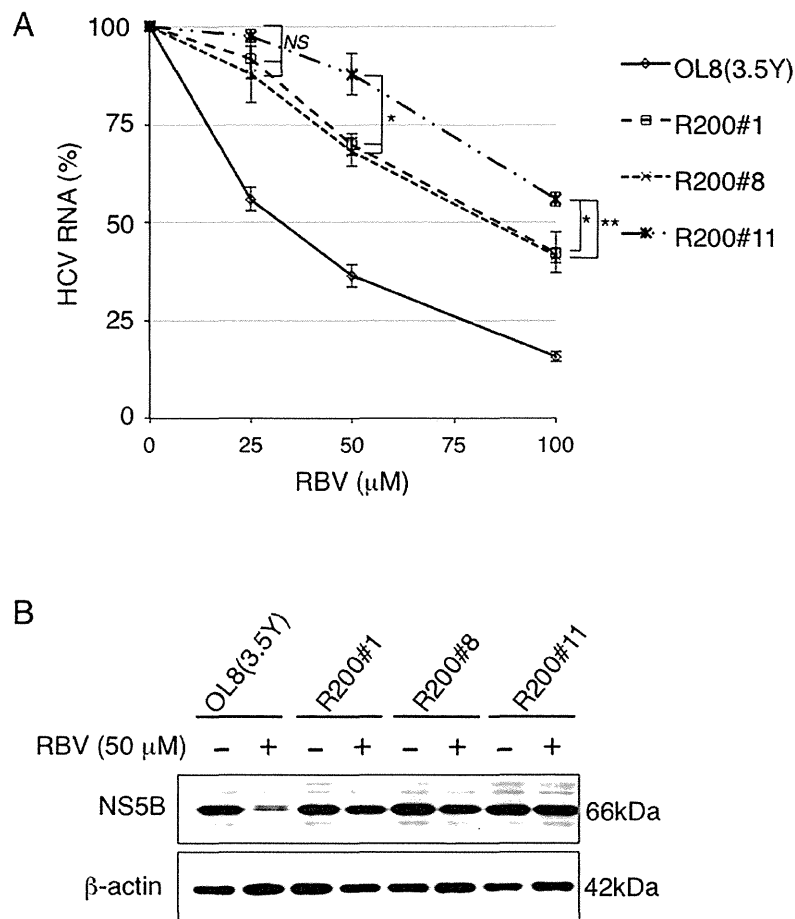 A
100
75
50
25
0
HCV RNA (%)
0 25 50 75 100
RBV (μM)
NS
*
* **
OL8(3.5Y)
R200#1
R200#8
R200#11
B
OL8(3.5Y) R200#1 R200#8 R200#11
RBV (50 μM) – + – + – + – +
NS5B 66kDa
β-actin 42kDa